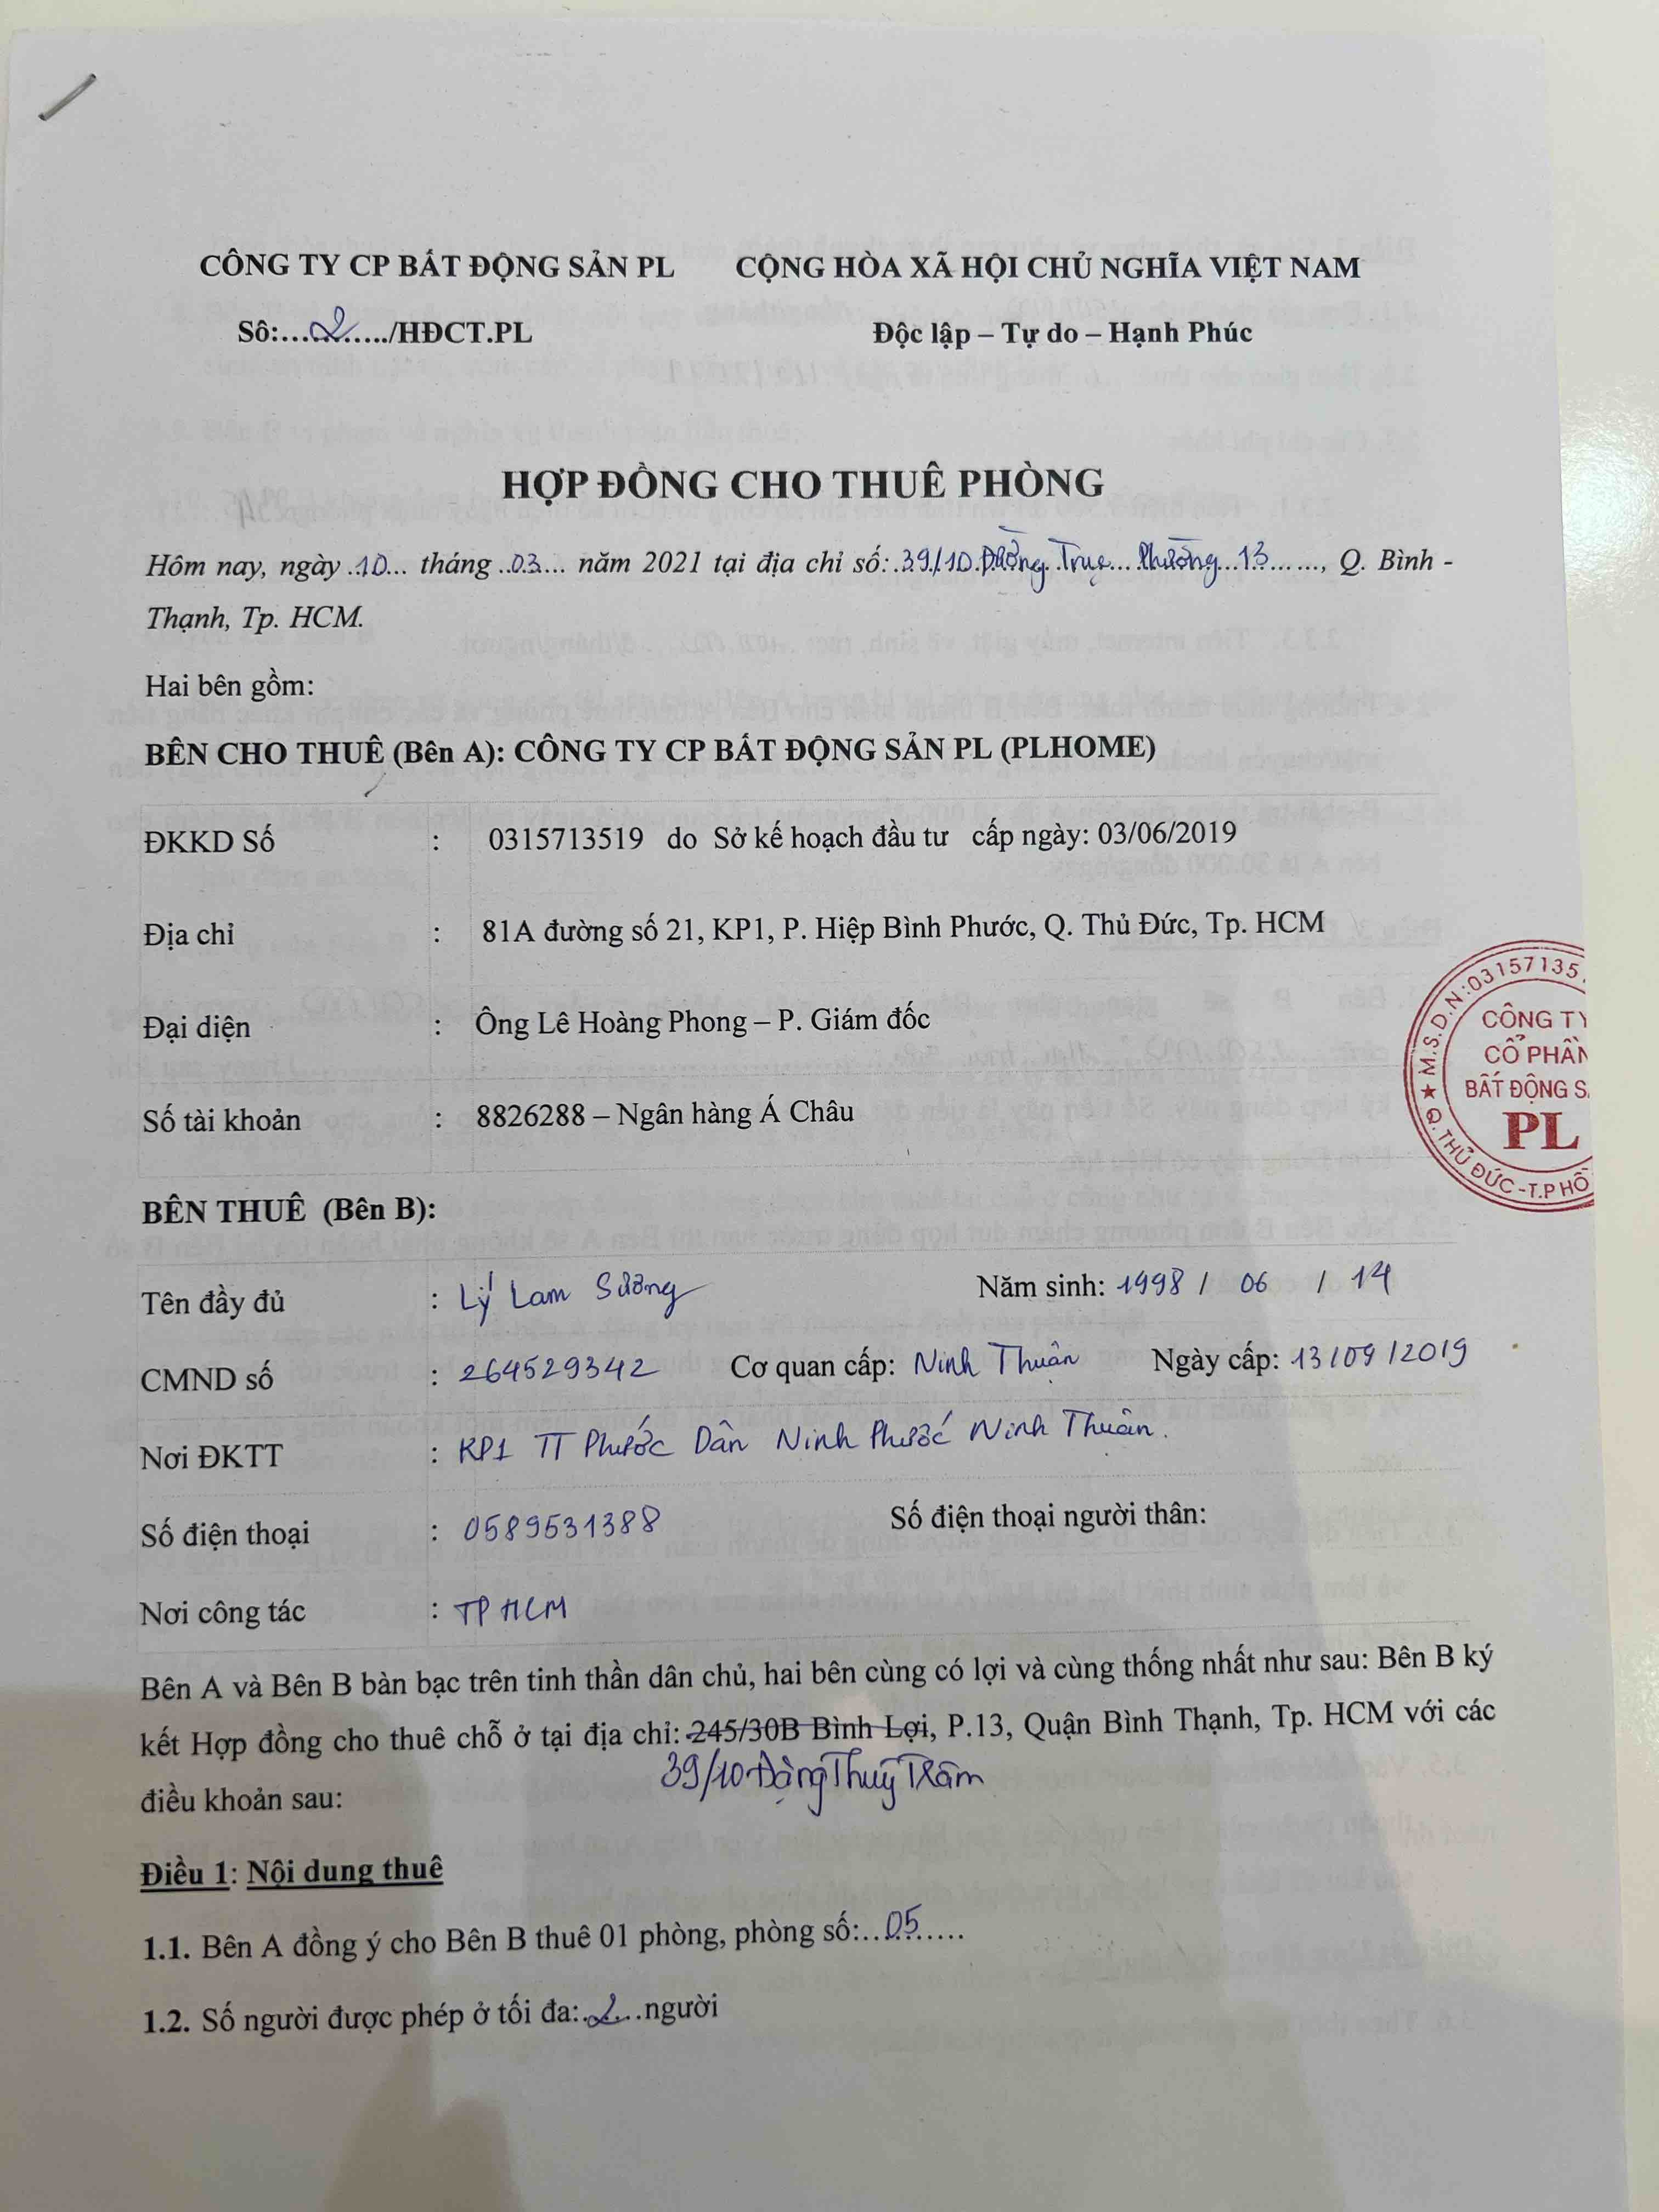 CÔNG TY CP BẤT ĐỘNG SẢN PL CỘNG HÒA XÃ HỘI CHỦ NGHĨA VIỆT NAM
Số:....2...../HĐCT.PL Độc lập – Tự do – Hạnh Phúc
HỢP ĐỒNG CHO THUÊ PHÒNG
Hôm nay, ngày .10... tháng ..03... năm 2021 tại địa chỉ số: .39/10. Đường. Trục... Phường...13......, Q. Bình -
Thạnh, Tp. HCM.
Hai bên gồm:
BÊN CHO THUÊ (Bên A): CÔNG TY CP BẤT ĐỘNG SẢN PL (PLHOME)
ĐKKD Số : 0315713519 do Sở kế hoạch đầu tư cấp ngày: 03/06/2019
Địa chỉ : 81A đường số 21, KP1, P. Hiệp Bình Phước, Q. Thủ Đức, Tp. HCM
Đại diện : Ông Lê Hoàng Phong – P. Giám đốc
Số tài khoản : 8826288 – Ngân hàng Á Châu
★ M.S.D.N:03157135
CÔNG TY
CỔ PHẦN
BẤT ĐỘNG S
PL
Q.THỦ ĐỨC-T.P HỒ
BÊN THUÊ (Bên B):
Tên đầy đủ : Lý Lam Sương Năm sinh: 1998 / 06 / 14
CMND số : 264529342 Cơ quan cấp: Ninh Thuận Ngày cấp: 13/09/2019
Nơi ĐKTT : KP1 TT Phước Dân Ninh Phước Ninh Thuận.
Số điện thoại : 0589531388 Số điện thoại người thân:
Nơi công tác : TP HCM
Bên A và Bên B bàn bạc trên tinh thần dân chủ, hai bên cùng có lợi và cùng thống nhất như sau: Bên B ký
kết Hợp đồng cho thuê chỗ ở tại địa chỉ: 245/30B Bình Lợi, P.13, Quận Bình Thạnh, Tp. HCM với các
39/10 Đặng Thuỳ Trâm
điều khoản sau:
Điều 1: Nội dung thuê
1.1. Bên A đồng ý cho Bên B thuê 01 phòng, phòng số:...05.......
1.2. Số người được phép ở tối đa:..2...người